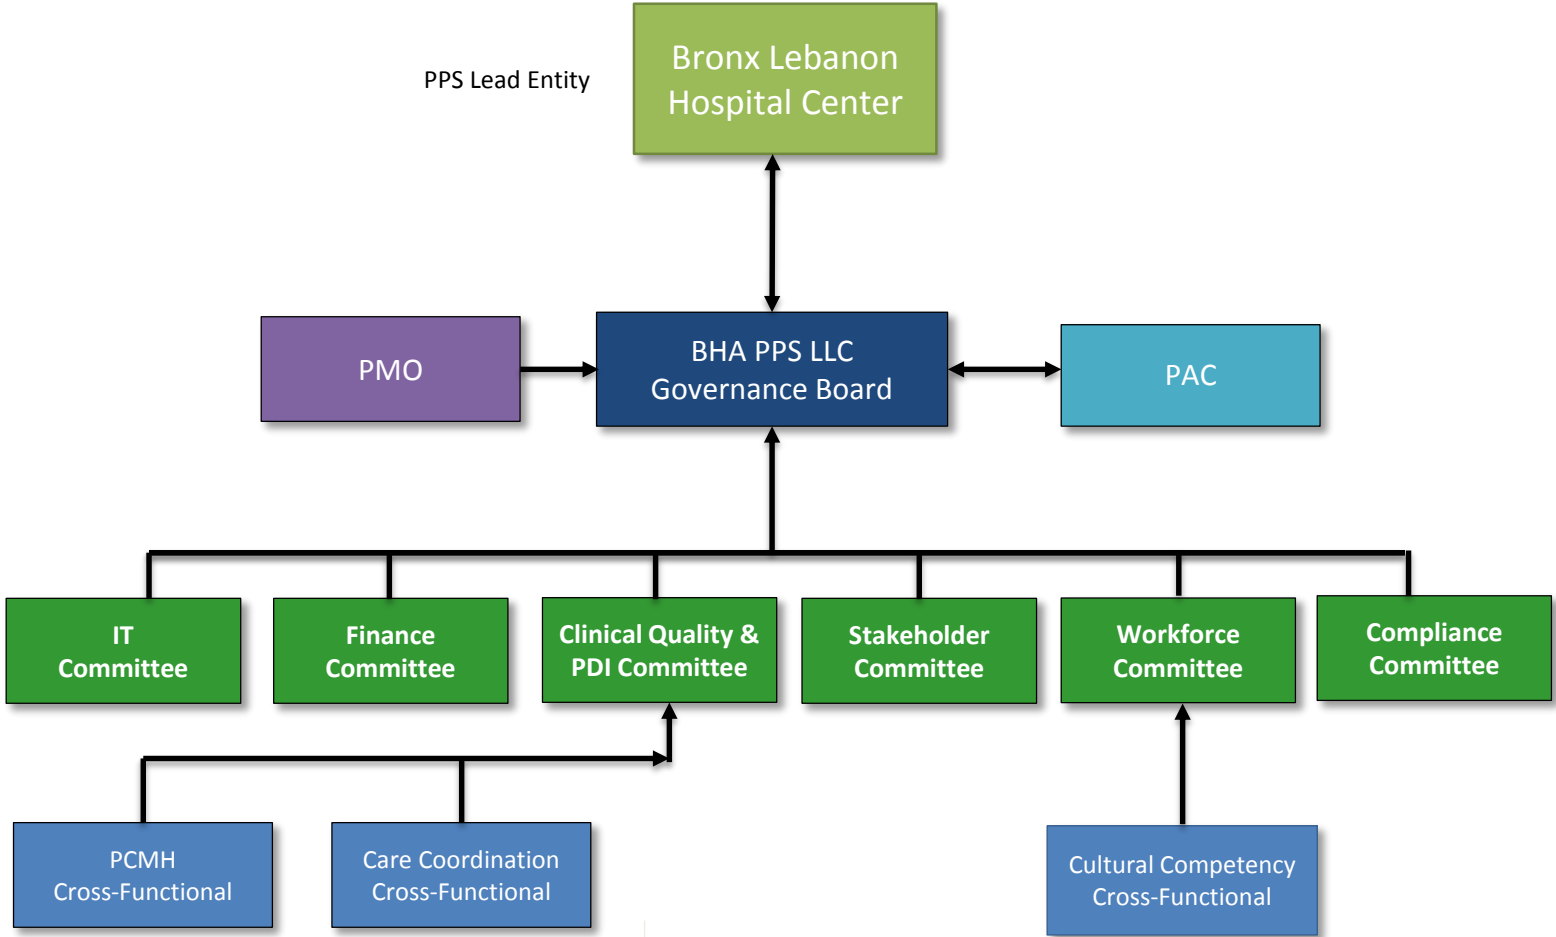 PPS Lead Entity
Bronx Lebanon
Hospital Center
PMO
BHA PPS LLC
Governance Board
PAC
IT
Committee
Finance
Committee
Clinical Quality &
PDI Committee
Stakeholder
Committee
Workforce
Committee
Compliance
Committee
PCMH
Cross-Functional
Care Coordination
Cross-Functional
Cultural Competency
Cross-Functional